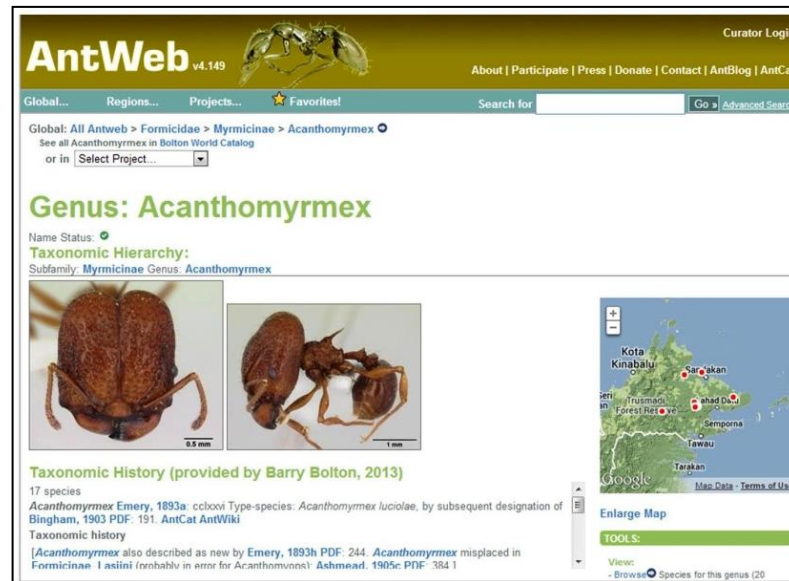 AntWeb v4.149
Curator Logi
About | Participate | Press | Donate | Contact | AntBlog | AntCa
Global... Regions... Projects... Favorites! Search for Go » Advanced Searc
Global: All Antweb > Formicidae > Myrmicinae > Acanthomyrmex
See all Acanthomyrmex in Bolton World Catalog
or in Select Project...
Genus: Acanthomyrmex
Name Status:
Taxonomic Hierarchy:
Subfamily: Myrmicinae Genus: Acanthomyrmex
0.5 mm
1 mm
+
-
Kota
Kinabalu
Sandakan
Trusmadi
Forest Reserve
Lahad Datu
Semporna
Tawau
Tarakan
Google
Map Data - Terms of Us
Enlarge Map
TOOLS:
View:
- Browse Species for this genus (20
Taxonomic History (provided by Barry Bolton, 2013)
17 species
Acanthomyrmex Emery, 1893a: cclxxvi Type-species: Acanthomyrmex luciolae, by subsequent designation of
Bingham, 1903 PDF: 191. AntCat AntWiki
Taxonomic history
[Acanthomyrmex also described as new by Emery, 1893h PDF: 244. Acanthomyrmex misplaced in
Formicinae, Lasiini (probably in error for Acanthomyops): Ashmead, 1905c PDF: 384.]